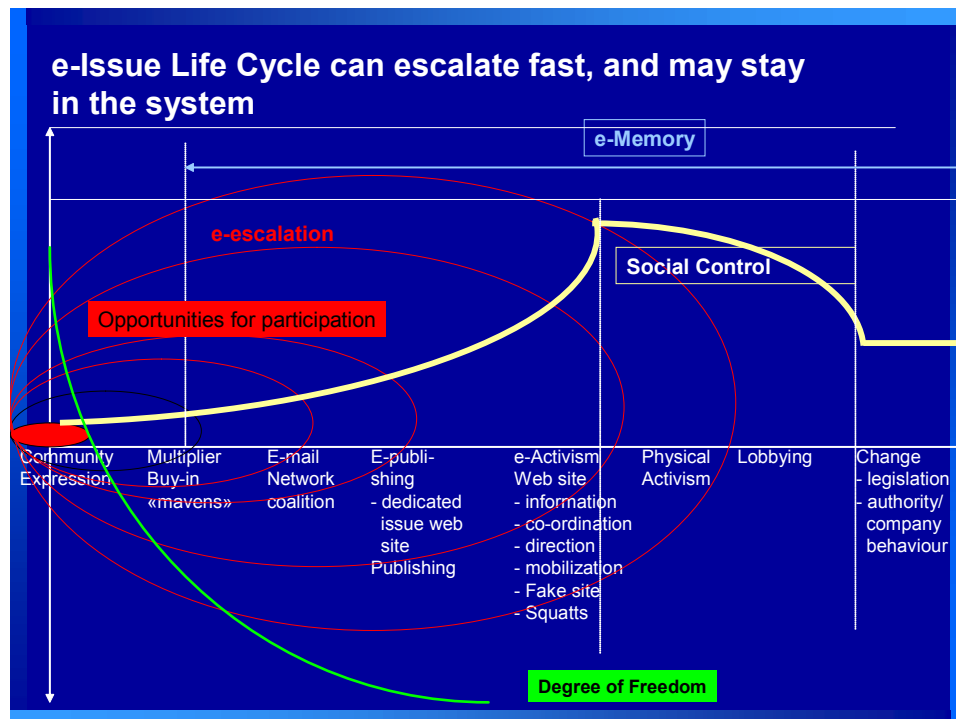 e-Issue Life Cycle can escalate fast, and may stay
in the system
e-Memory
e-escalation
Social Control
Opportunities for participation
Community
Expression
Multiplier
Buy-in
«mavens»
E-mail
Network
coalition
E-publi-
shing
- dedicated
issue web
site
Publishing
e-Activism
Web site
- information
- co-ordination
- direction
- mobilization
- Fake site
- Squatts
Physical
Activism
Lobbying
Change
- legislation
- authority/
company
behaviour
Degree of Freedom